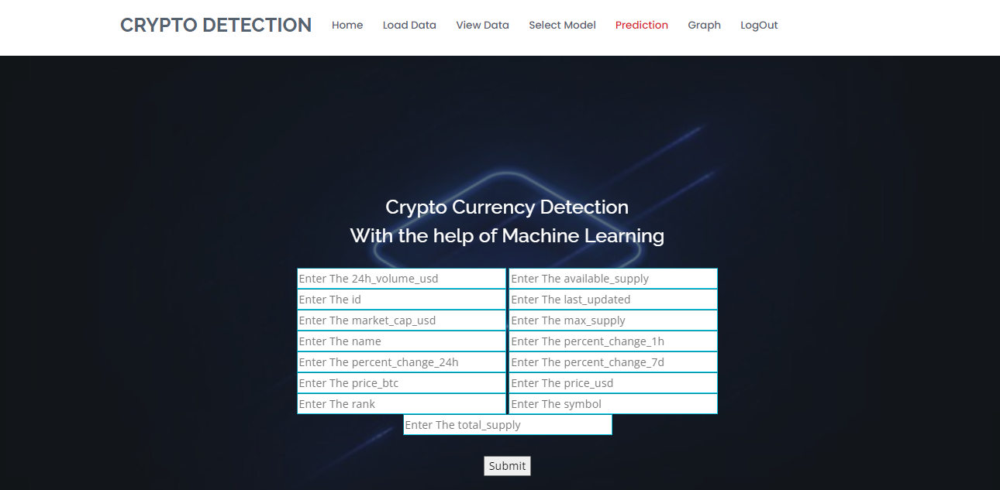 CRYPTO DETECTION Home Load Data View Data Select Model Prediction Graph LogOut
Crypto Currency Detection
With the help of Machine Learning
Enter The 24h_volume_usd Enter The available_supply
Enter The id Enter The last_updated
Enter The market_cap_usd Enter The max_supply
Enter The name Enter The percent_change_1h
Enter The percent_change_24h Enter The percent_change_7d
Enter The price_btc Enter The price_usd
Enter The rank Enter The symbol
Enter The total_supply
Submit